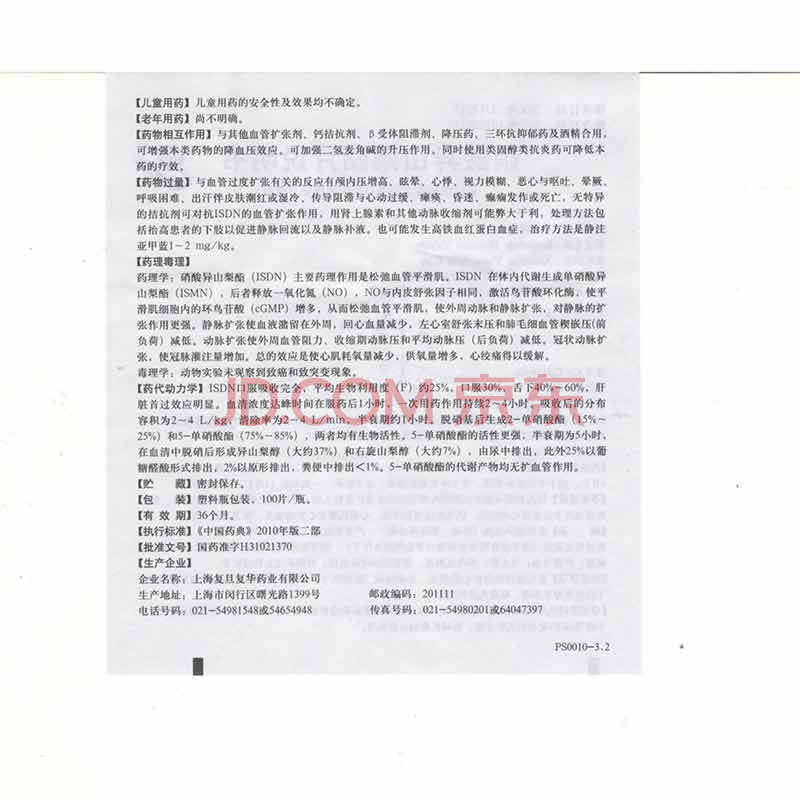 【儿童用药】儿童用药的安全性及效果均不确定。
【老年用药】尚不明确。
【药物相互作用】与其他血管扩张剂、钙拮抗剂、β受体阻滞剂、降压药、三环抗抑郁药及酒精合用，
可增强本类药物的降血压效应。可加强二氢麦角碱的升压作用。同时使用类固醇类抗炎药可降低本
药的疗效。
【药物过量】与血管过度扩张有关的反应有颅内压增高、眩晕、心悸、视力模糊、恶心与呕吐、晕厥、
呼吸困难、出汗伴皮肤潮红或湿冷、传导阻滞与心动过缓、瘫痪、昏迷、癫痫发作或死亡，无特异
的拮抗剂可对抗ISDN的血管扩张作用，用肾上腺素和其他动脉收缩剂可能弊大于利，处理方法包
括抬高患者的下肢以促进静脉回流以及静脉补液。也可能发生高铁血红蛋白血症，治疗方法是静注
亚甲蓝1~2 mg/kg。
【药理毒理】
药理学：硝酸异山梨酯（ISDN）主要药理作用是松弛血管平滑肌。ISDN 在体内代谢生成单硝酸异
山梨酯（ISMN），后者释放一氧化氮（NO），NO与内皮舒张因子相同，激活鸟苷酸环化酶，使平
滑肌细胞内的环鸟苷酸（cGMP）增多，从而松弛血管平滑肌，使外周动脉和静脉扩张，对静脉的扩
张作用更强。静脉扩张使血液潴留在外周，回心血量减少，左心室舒张末压和肺毛细血管楔嵌压(前
负荷）减低。动脉扩张使外周血管阻力、收缩期动脉压和平均动脉压（后负荷）减低。冠状动脉扩
张，使冠脉灌注量增加。总的效应是使心肌耗氧量减少，供氧量增多，心绞痛得以缓解。
毒理学：动物实验未观察到致癌和致突变现象。
【药代动力学】ISDN口服吸收完全，平均生物利用度（F）约25%，口服30%，舌下40%~60%，肝
脏首过效应明显。血清浓度达峰时间在服药后1小时，一次用药作用持续2~4小时，吸收后的分布
容积为2~4 L/kg，清除率为2~4 L/min，半衰期约1小时，脱硝基后生成2-单硝酸酯（15%~
25%）和5-单硝酸酯（75%~85%），两者均有生物活性。5-单硝酸酯的活性更强，半衰期为5小时，
在血清中脱硝后形成异山梨醇（大约37%）和右旋山梨醇（大约7%），由尿中排出，此外25%以葡
糖醛酸形式排出，2%以原形排出，粪便中排出＜1%。5-单硝酸酯的代谢产物均无扩血管作用。
【贮　　藏】密封保存。
【包　　装】塑料瓶包装，100片/瓶。
【有 效 期】36个月。
【执行标准】《中国药典》2010年版二部
【批准文号】国药准字H31021370
【生产企业】
企业名称：上海复旦复华药业有限公司
生产地址：上海市闵行区曙光路1399号　邮政编码：201111
电话号码：021-54981548或54654948　传真号码：021-54980201或64047397
PS0010-3.2
JD.COM 京东